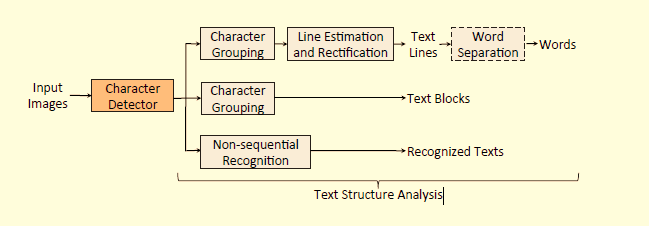 Input
Images
Character
Detector
Character
Grouping
Line Estimation
and Rectification
Text
Lines
Word
Separation
Words
Character
Grouping
Text Blocks
Non-sequential
Recognition
Recognized Texts
Text Structure Analysis